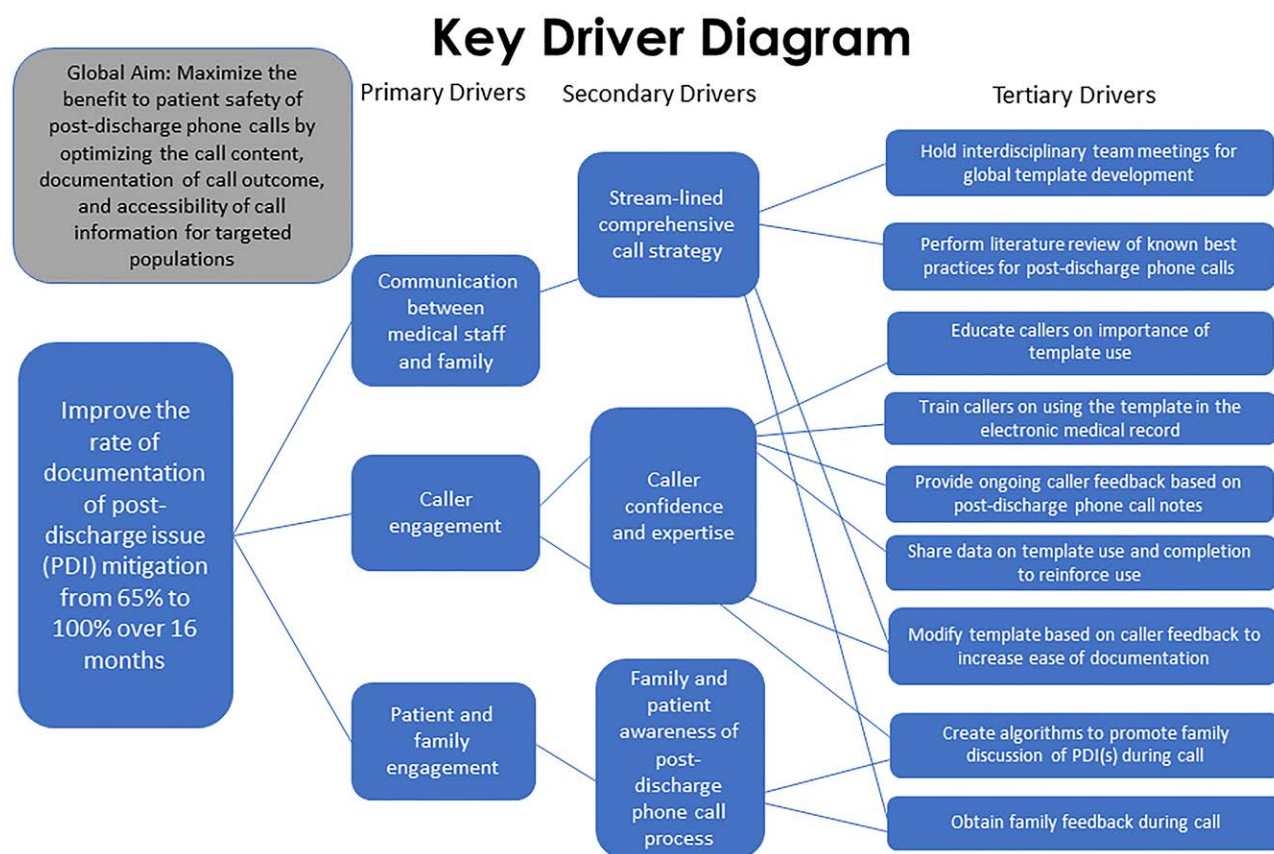 Key Driver Diagram
Global Aim: Maximize the
benefit to patient safety of
post-discharge phone calls by
optimizing the call content,
documentation of call outcome,
and accessibility of call
information for targeted
populations
Improve the
rate of
documentation
of post-
discharge issue
(PDI) mitigation
from 65% to
100% over 16
months
Primary Drivers
Communication
between
medical staff
and family
Caller
engagement
Patient and
family
engagement
Secondary Drivers
Stream-lined
comprehensive
call strategy
Caller
confidence
and expertise
Family and
patient
awareness of
post-
discharge
phone call
process
Tertiary Drivers
Hold interdisciplinary team meetings for
global template development
Perform literature review of known best
practices for post-discharge phone calls
Educate callers on importance of
template use
Train callers on using the template in the
electronic medical record
Provide ongoing caller feedback based on
post-discharge phone call notes
Share data on template use and completion
to reinforce use
Modify template based on caller feedback to
increase ease of documentation
Create algorithms to promote family
discussion of PDI(s) during call
Obtain family feedback during call